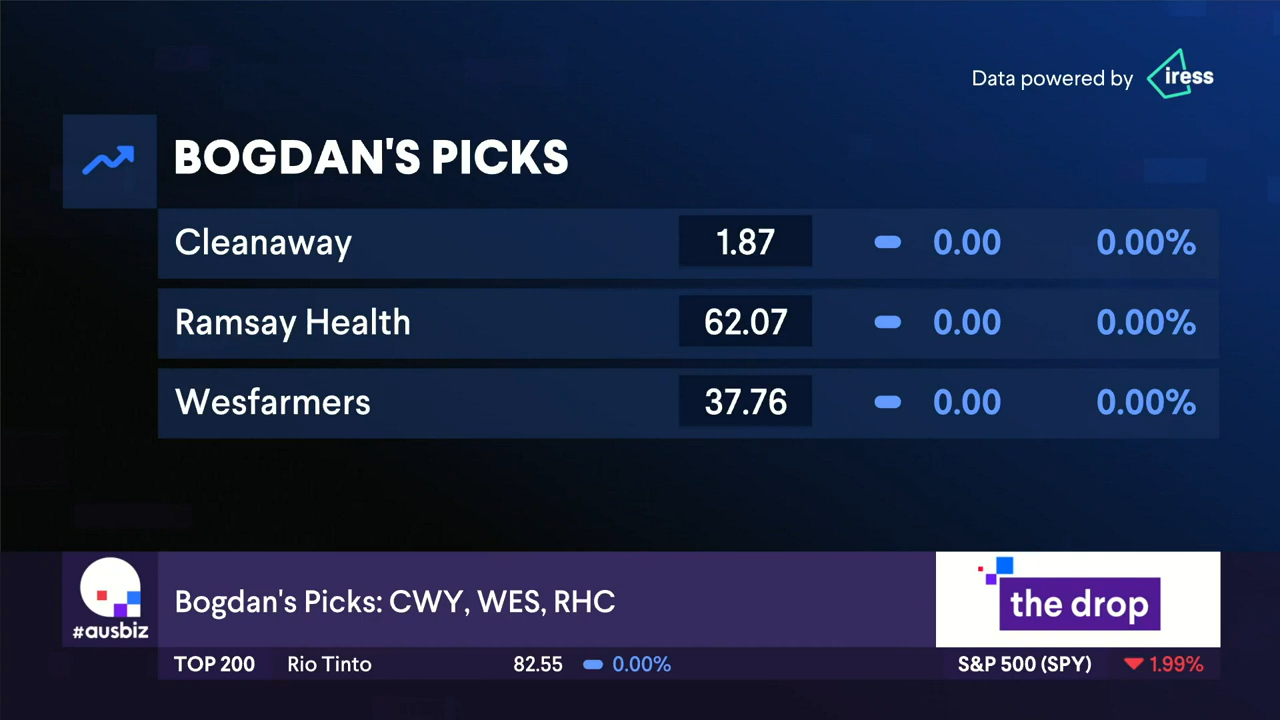 Data powered by iress
BOGDAN'S PICKS
Cleanaway 1.87 0.00 0.00%
Ramsay Health 62.07 0.00 0.00%
Wesfarmers 37.76 0.00 0.00%
#ausbiz
Bogdan's Picks: CWY, WES, RHC
the drop
TOP 200 Rio Tinto 82.55 0.00% S&P 500 (SPY) 1.99%